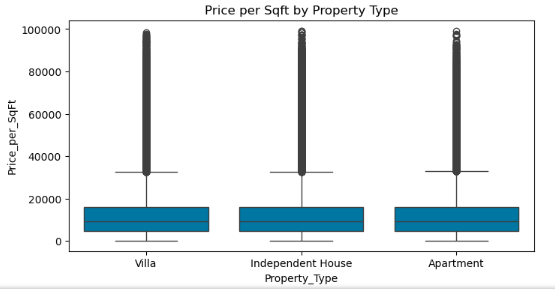 Price per Sqft by Property Type
100000
80000
60000
40000
20000
0
Price_per_SqFt
Villa
Independent House
Apartment
Property_Type